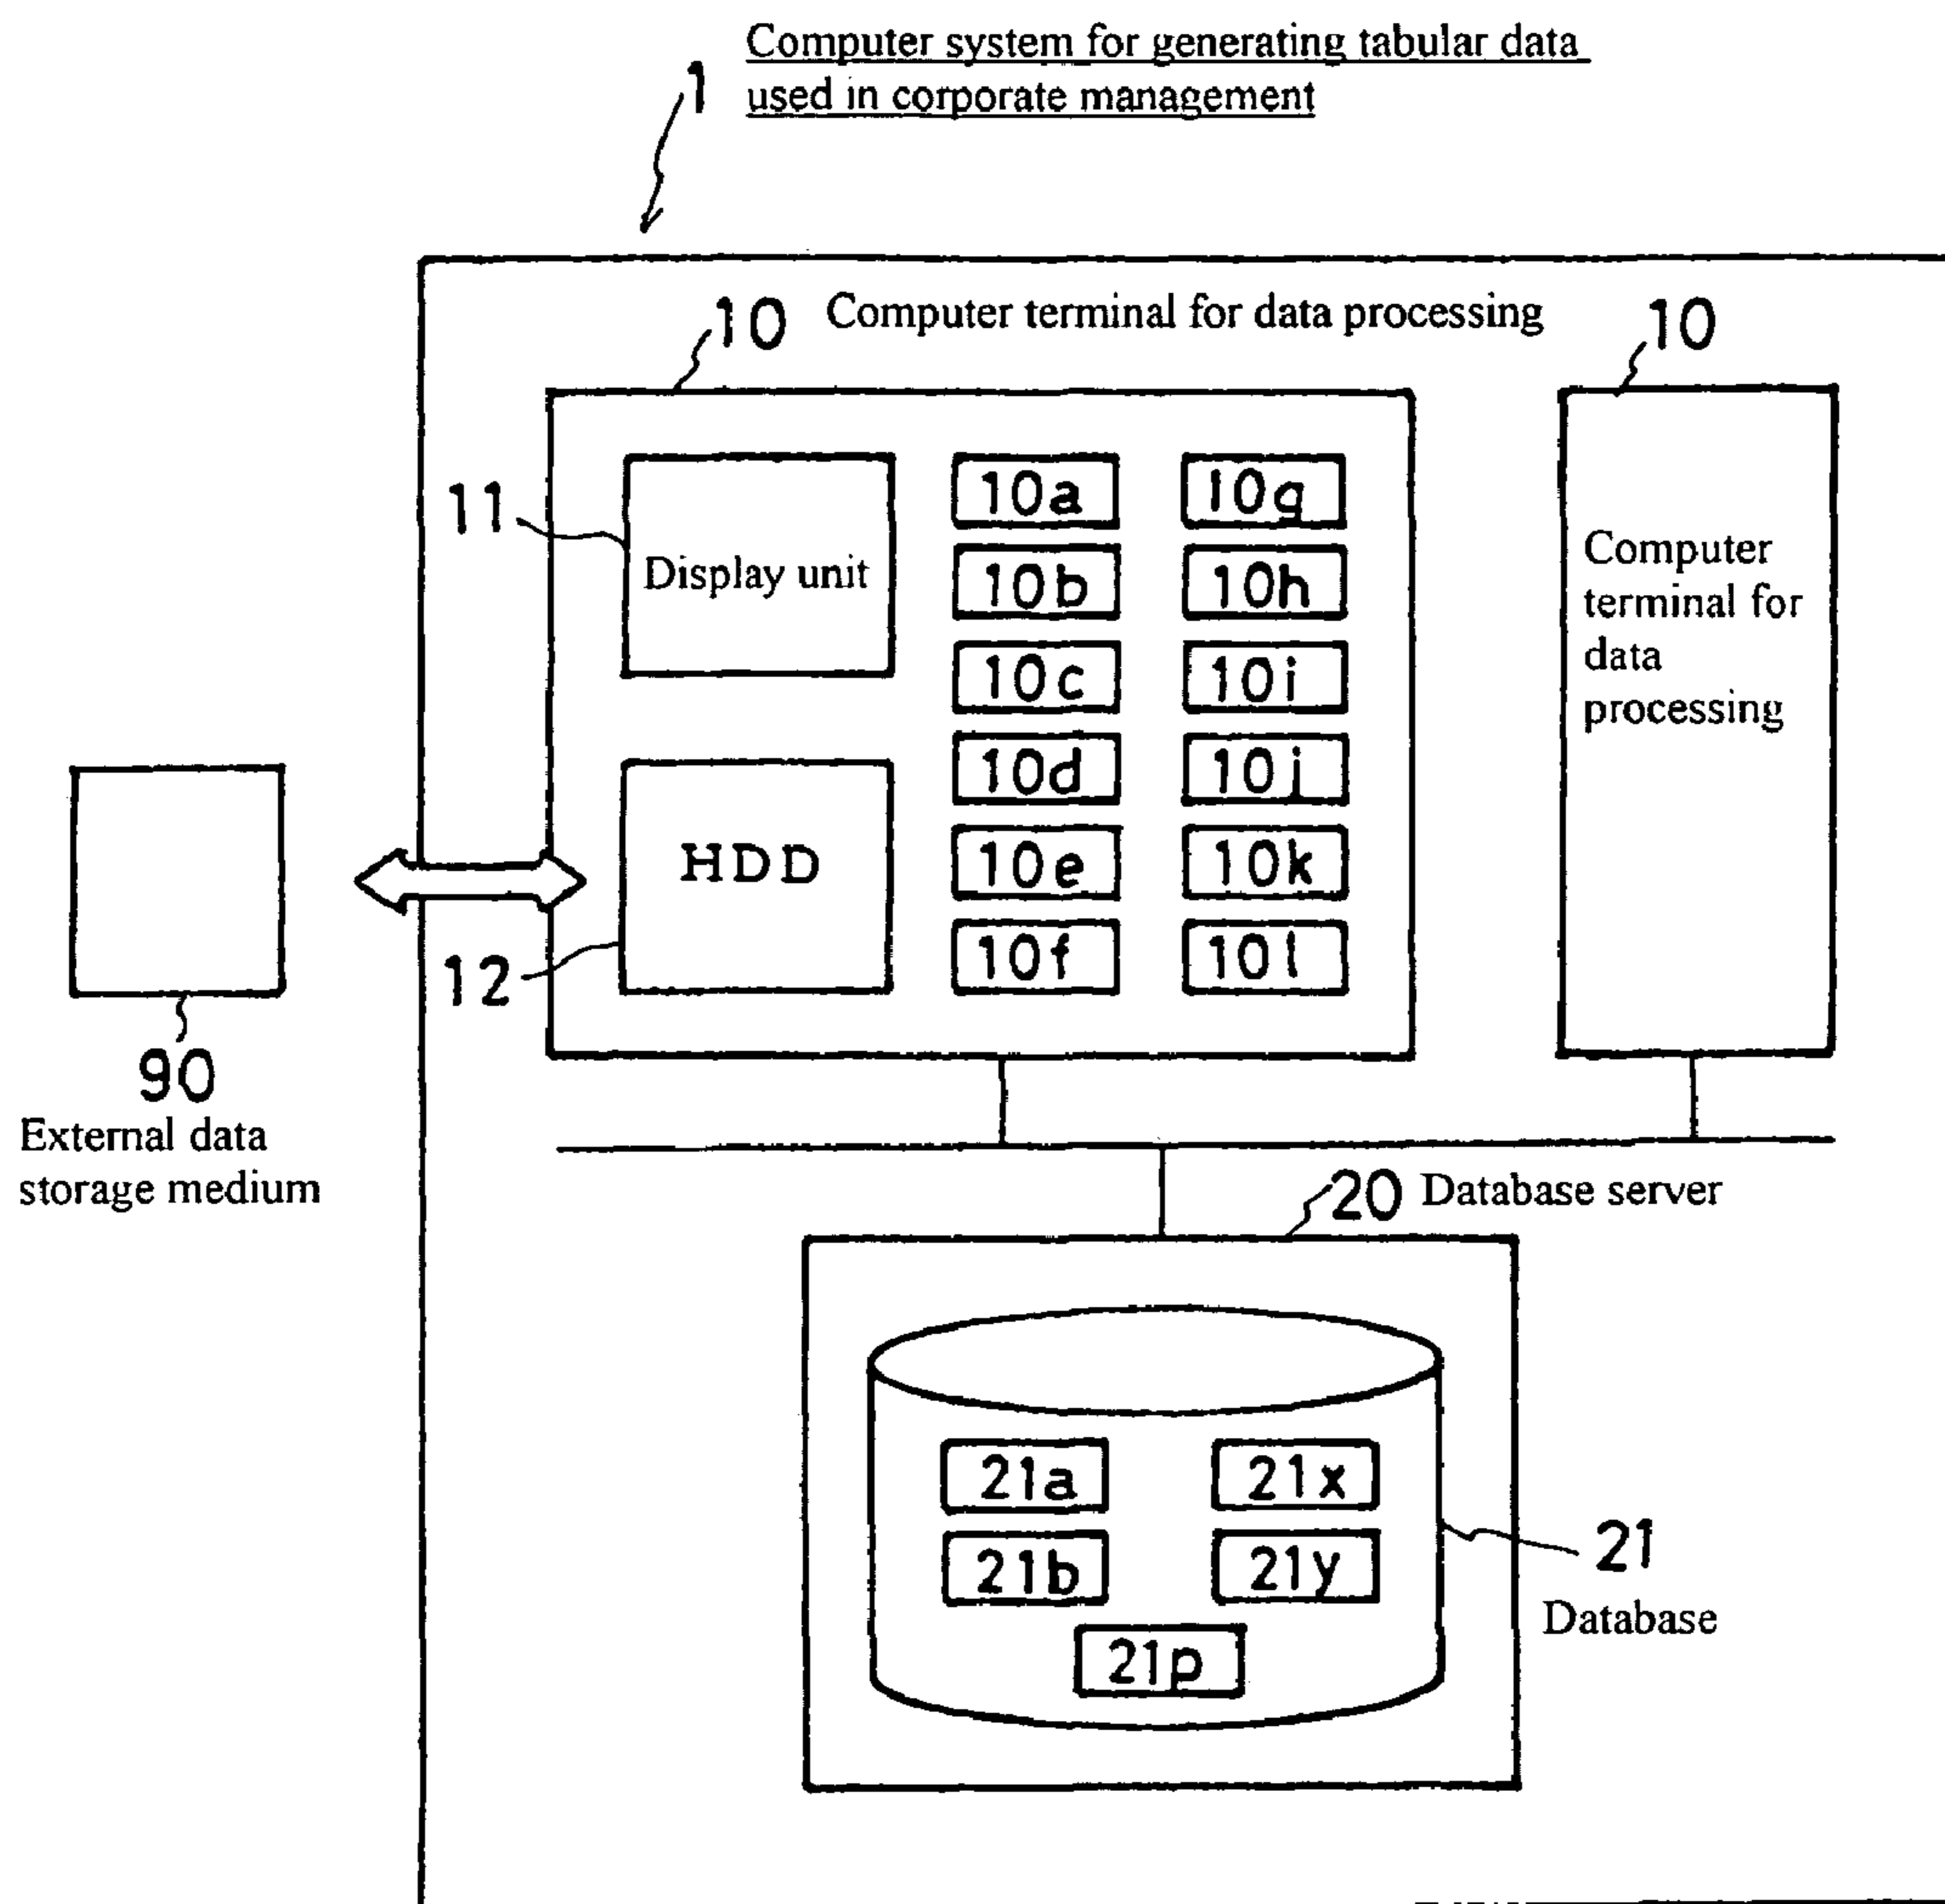 Computer system for generating tabular data
1 used in corporate management
10 Computer terminal for data processing
10
11
Display unit
10a
10g
10b
10h
10c
10i
10d
10j
10e
10k
10f
10l
HDD
12
Computer
terminal for
data
processing
90
External data
storage medium
20 Database server
21a
21x
21b
21y
21p
21
Database